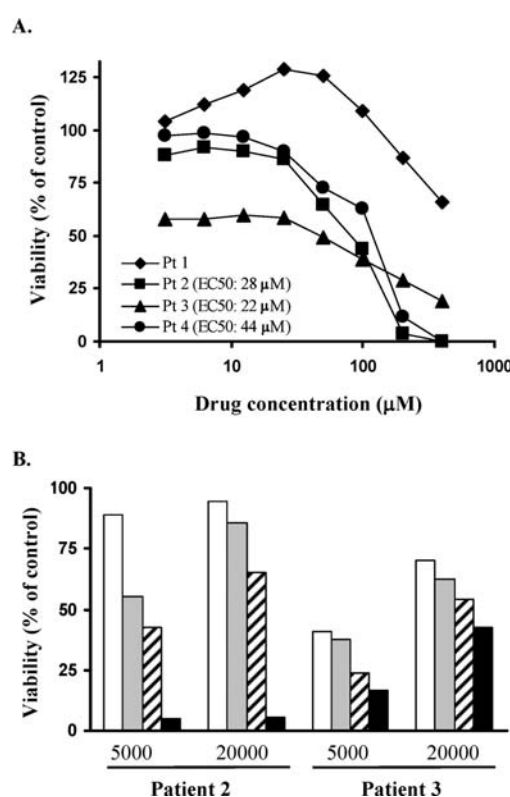 A.
Viability (% of control)
125
100
75
50
25
0
Pt 1
Pt 2 (EC50: 28 µM)
Pt 3 (EC50: 22 µM)
Pt 4 (EC50: 44 µM)
1 10 100 1000
Drug concentration (µM)
B.
Viability (% of control)
100
75
50
25
0
5000 20000 5000 20000
Patient 2 Patient 3